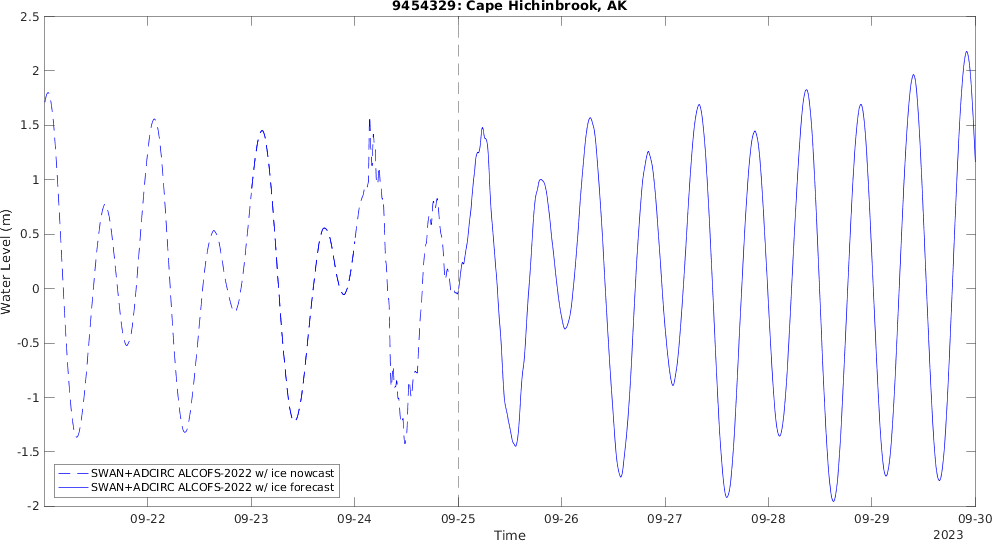 9454329: Cape Hichinbrook, AK
2.5
2
1.5
1
0.5
0
-0.5
-1
-1.5
-2
Water Level (m)
SWAN+ADCIRC ALCOFS-2022 w/ ice nowcast
SWAN+ADCIRC ALCOFS-2022 w/ ice forecast
09-22 09-23 09-24 09-25 09-26 09-27 09-28 09-29 09-30
Time
2023